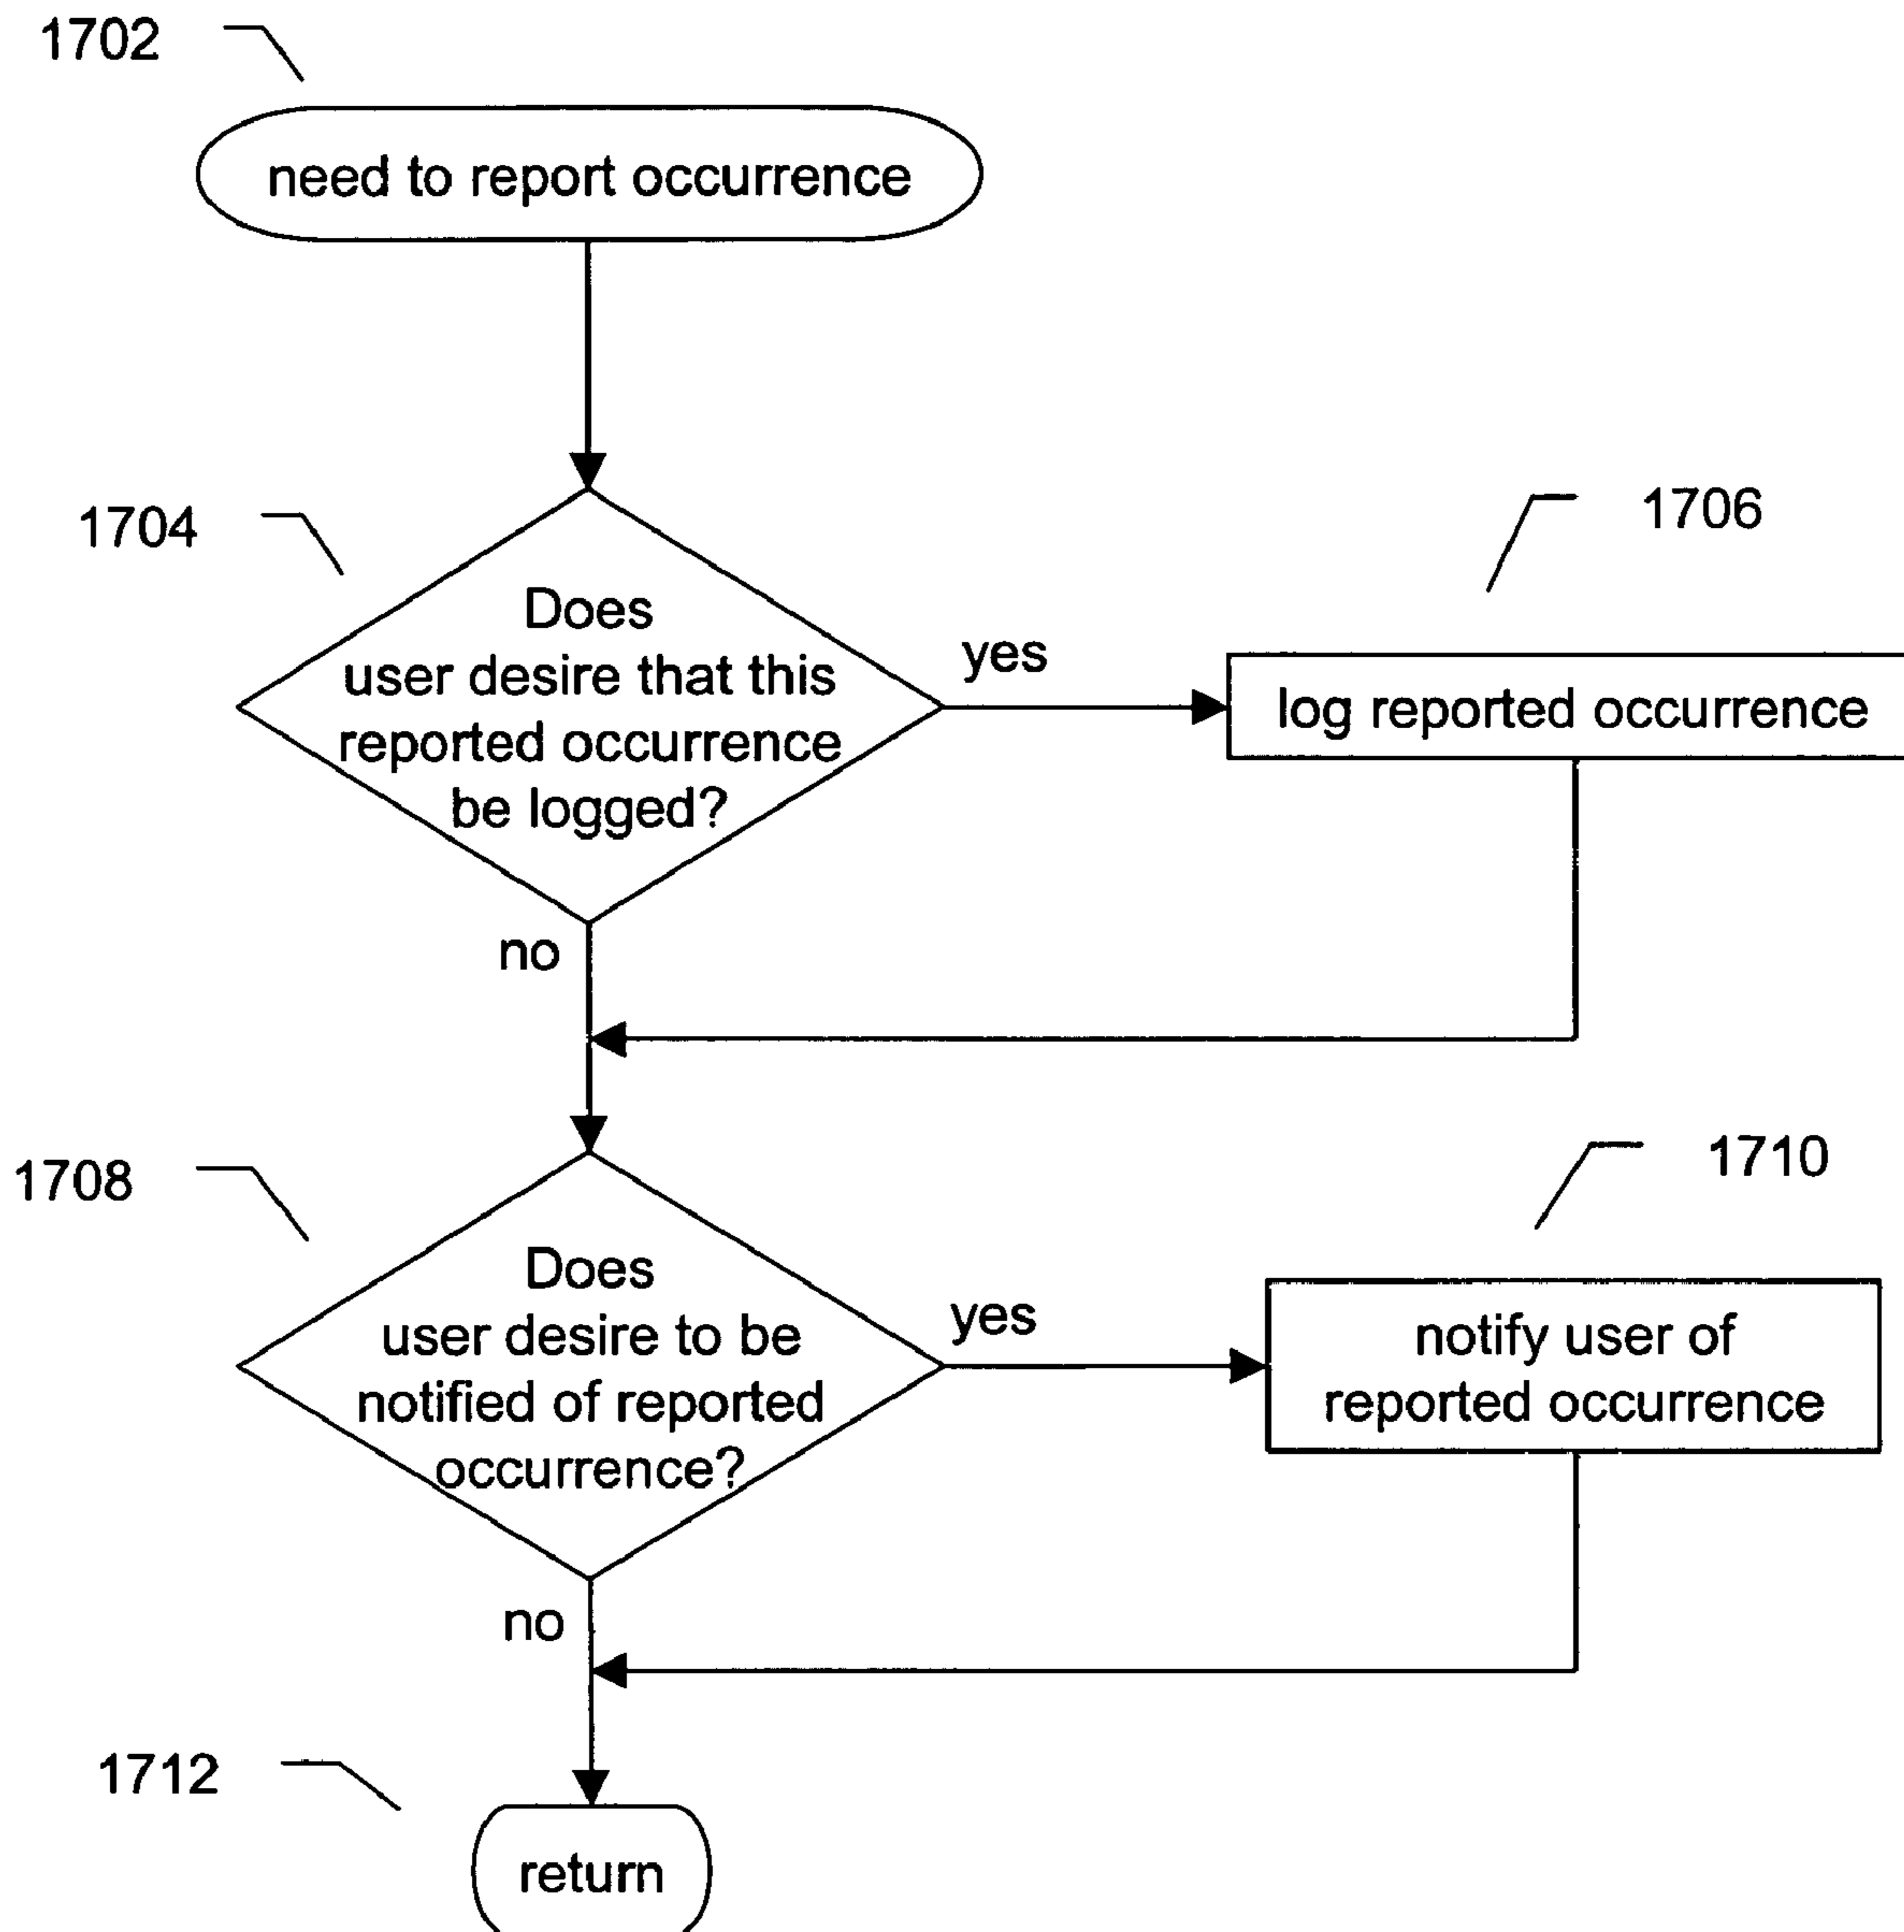 1702
need to report occurrence
1704
Does
user desire that this
reported occurrence
be logged?
yes
1706
log reported occurrence
no
1708
Does
user desire to be
notified of reported
occurrence?
yes
1710
notify user of
reported occurrence
no
1712
return